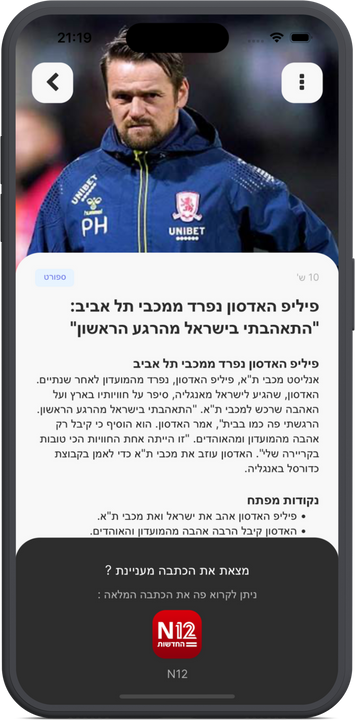 21:19
UNIBET
PH
UNIBET
ספורט
10 ש'
פיליפ האדסון נפרד ממכבי תל אביב:
"התאהבתי בישראל מהרגע הראשון"
פיליפ האדסון נפרד ממכבי תל אביב
אנליסט מכבי ת"א, פיליפ האדסון, נפרד מהמועדון לאחר שנתיים.
האדסון, שהגיע לישראל מאנגליה, סיפר על חוויותיו בארץ ועל
האהבה שרכש למכבי ת"א. "התאהבתי בישראל מהרגע הראשון.
הרגשתי פה כמו בבית", אמר האדסון. הוא הוסיף כי קיבל רק
אהבה מהמועדון ומהאוהדים. "זו הייתה אחת החוויות הכי טובות
בקריירה שלי". האדסון עוזב את מכבי ת"א כדי לאמן בקבוצת
כדורסל באנגליה.
נקודות מפתח
• פיליפ האדסון אהב את ישראל ואת מכבי ת"א.
• האדסון קיבל הרבה אהבה מהמועדון והאוהדים.
מצאת את הכתבה מעניינת ?
ניתן לקרוא פה את הכתבה המלאה :
N12
החדשות
N12